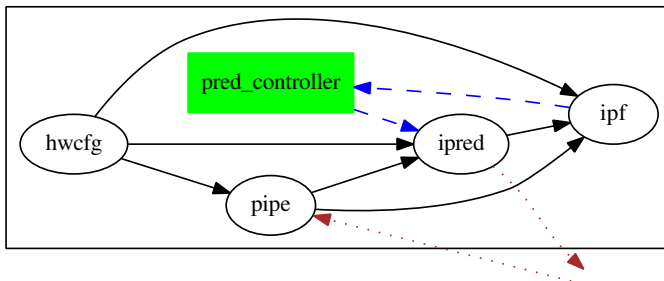 pred_controller
ipf
hwcfg
ipred
pipe